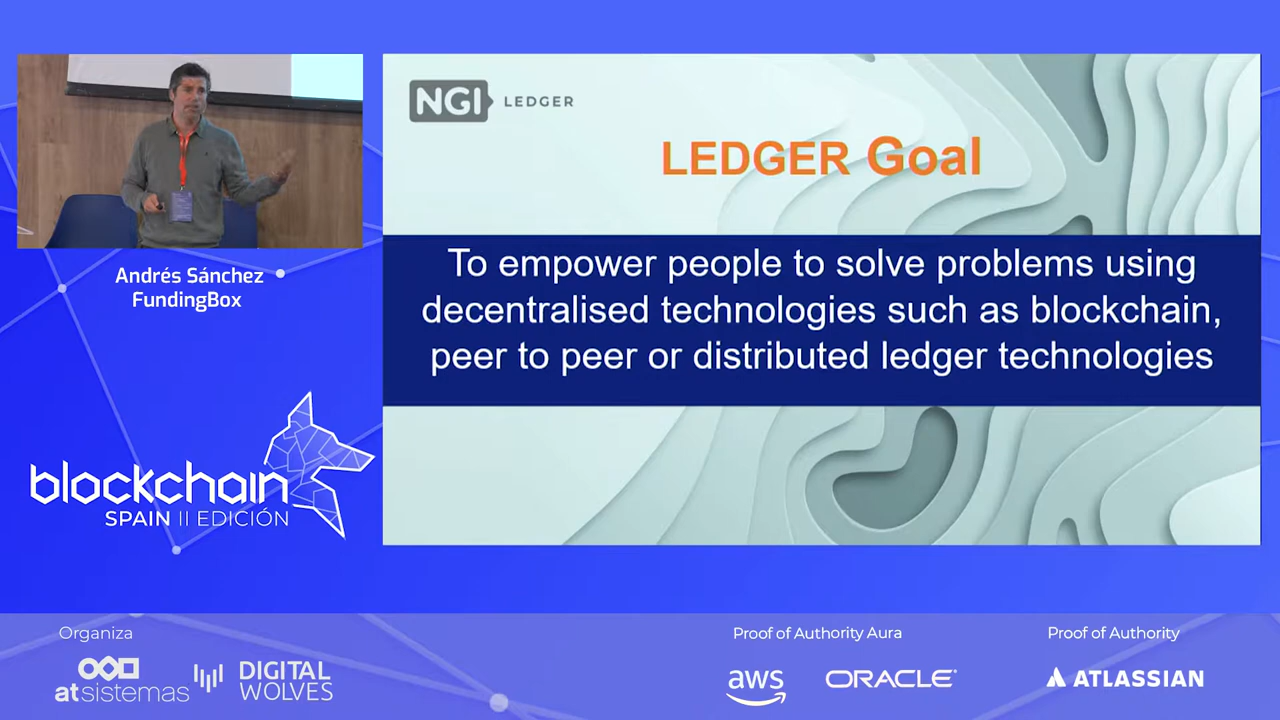 NGI LEDGER
LEDGER Goal
To empower people to solve problems using
decentralised technologies such as blockchain,
peer to peer or distributed ledger technologies
Andrés Sánchez
FundingBox
blockchain
SPAIN II EDICIÓN
Organiza
atsistemas
DIGITAL
WOLVES
Proof of Authority Aura
aws
ORACLE
Proof of Authority
ATLASSIAN